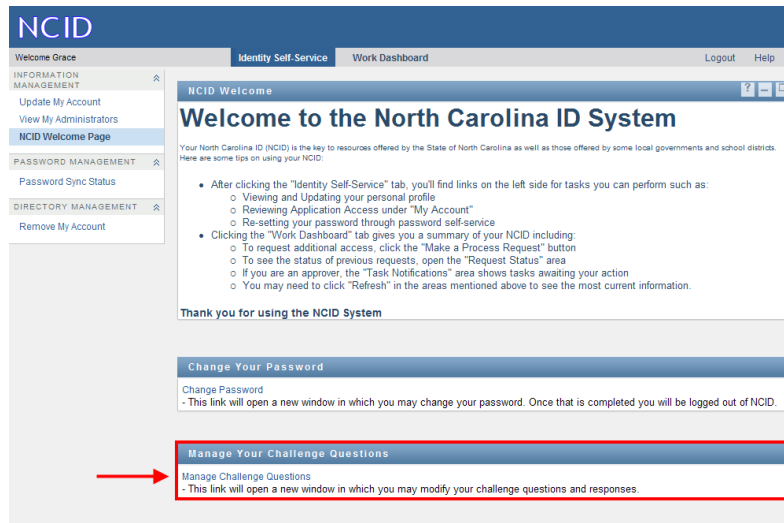 NCID
Welcome Grace
Identity Self-Service
Work Dashboard
Logout
Help
INFORMATION
MANAGEMENT
Update My Account
View My Administrators
NCID Welcome Page
PASSWORD MANAGEMENT
Password Sync Status
DIRECTORY MANAGEMENT
Remove My Account
NCID Welcome
?
Welcome to the North Carolina ID System
Your North Carolina ID (NCID) is the key to resources offered by the State of North Carolina as well as those offered by some local governments and school districts.
Here are some tips on using your NCID:
• After clicking the "Identity Self-Service" tab, you'll find links on the left side for tasks you can perform such as:
o Viewing and Updating your personal profile
o Reviewing Application Access under "My Account"
o Re-setting your password through password self-service
• Clicking the "Work Dashboard" tab gives you a summary of your NCID including:
o To request additional access, click the "Make a Process Request" button
o To see the status of previous requests, open the "Request Status" area
o If you are an approver, the "Task Notifications" area shows tasks awaiting your action
o You may need to click "Refresh" in the areas mentioned above to see the most current information.
Thank you for using the NCID System
Change Your Password
Change Password
- This link will open a new window in which you may change your password. Once that is completed you will be logged out of NCID.
Manage Your Challenge Questions
Manage Challenge Questions
- This link will open a new window in which you may modify your challenge questions and responses.